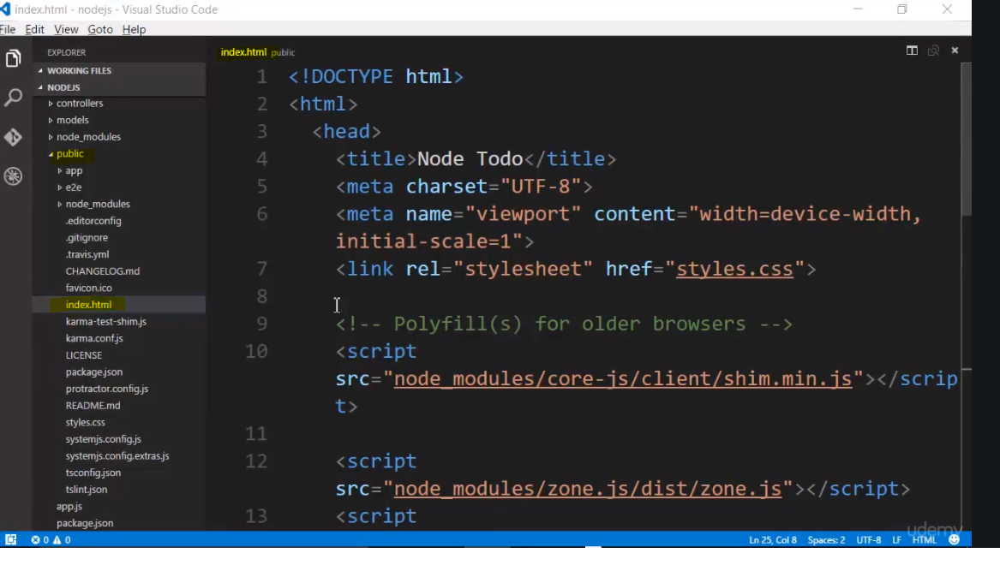 index.html - nodejs - Visual Studio Code
File Edit View Goto Help
EXPLORER
WORKING FILES
NODEJS
controllers
models
node_modules
public
app
e2e
node_modules
.editorconfig
.gitignore
.travis.yml
CHANGELOG.md
favicon.ico
index.html
karma-test-shim.js
karma.conf.js
LICENSE
package.json
protractor.config.js
README.md
styles.css
systemjs.config.js
systemjs.config.extras.js
tsconfig.json
tslint.json
app.js
package.json
index.html public
1 <!DOCTYPE html>
2 <html>
3 <head>
4 <title>Node Todo</title>
5 <meta charset="UTF-8">
6 <meta name="viewport" content="width=device-width,
initial-scale=1">
7 <link rel="stylesheet" href="styles.css">
8
9 <!-- Polyfill(s) for older browsers -->
10 <script
src="node_modules/core-js/client/shim.min.js"></scrip
t>
11
12 <script
src="node_modules/zone.js/dist/zone.js"></script>
13 <script
udemy
0 0 Ln 25, Col 8 Spaces: 2 UTF-8 LF HTML